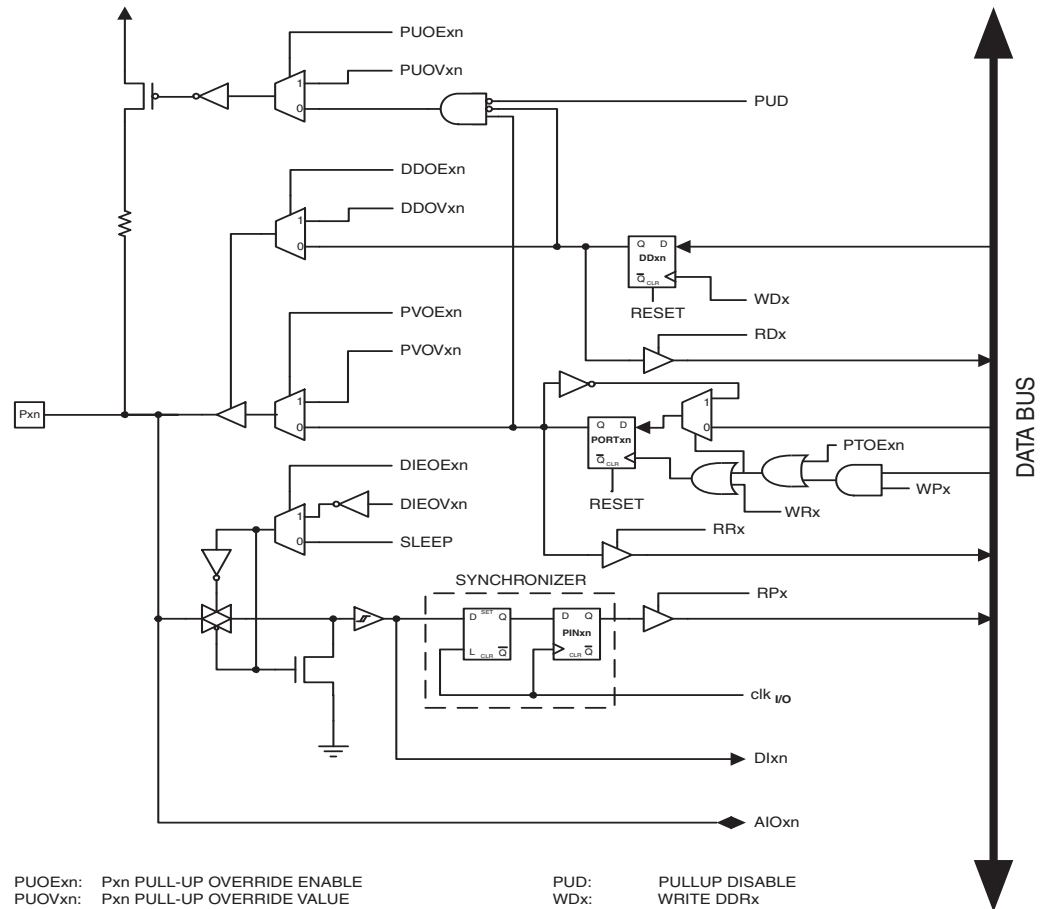 PUOExn
PUOVxn
1
0
PUD
DDOExn
DDOVxn
1
0
Q D
DDxn
Q CLR
WDx
RESET
RDx
PVOExn
PVOVxn
1
0
Pxn
1
0
Q D
PORTxn
Q CLR
RESET
PTOExn
WPx
WRx
RRx
DATA BUS
DIEOExn
DIEOVxn
1
0
SLEEP
SYNCHRONIZER
D SET Q
L CLR Q
D Q
PINxn
CLR Q
RPx
clk I/O
DIxn
AIOxn
PUOExn: Pxn PULL-UP OVERRIDE ENABLE
PUOVxn: Pxn PULL-UP OVERRIDE VALUE
PUD: PULLUP DISABLE
WDx: WRITE DDRx